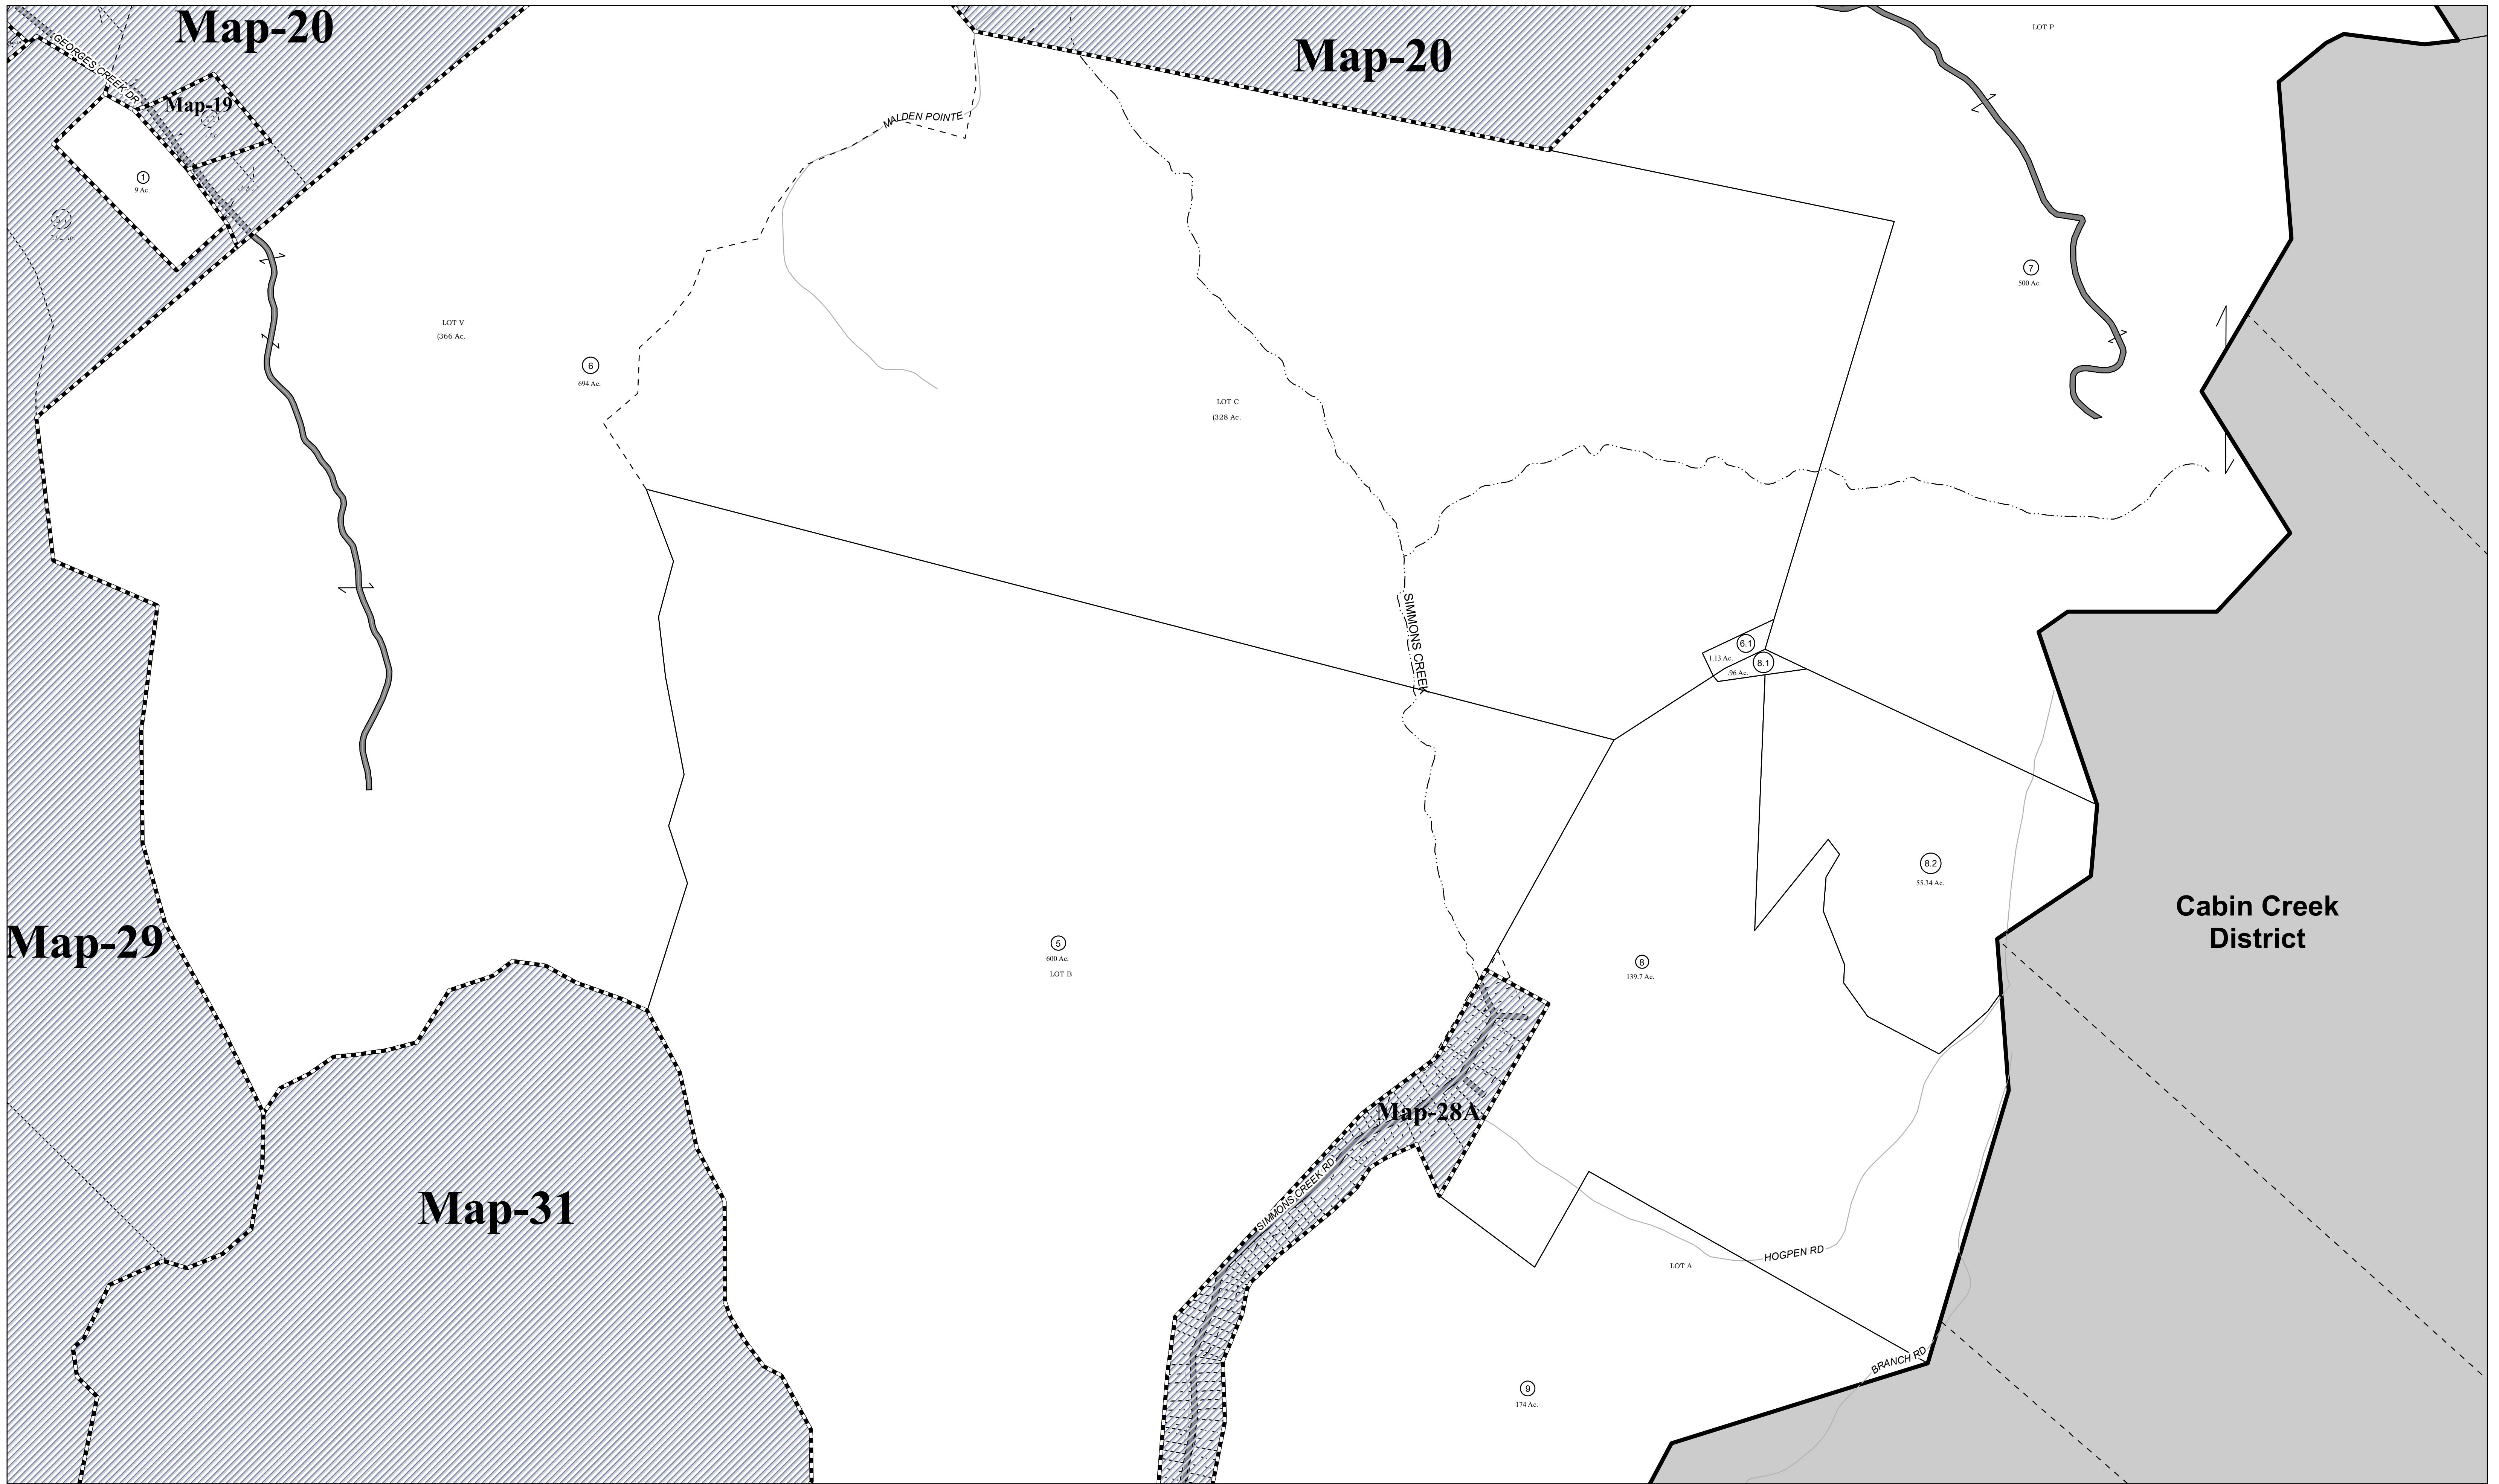 Map-20
Map-20
LOT P
GEORGES CREEK DR
Map-19
MALDEN POINTE
1
9 Ac.
7
500 Ac.
LOT V
(366 Ac.
6
694 Ac.
LOT C
(328 Ac.
SIMMONS CREEK
6.1
1.13 Ac.
8.1
.96 Ac.
8.2
55.34 Ac.
Cabin Creek
District
Map-29
5
600 Ac.
LOT B
8
139.7 Ac.
Map-28A
Map-31
SIMMONS CREEK RD
HOGPEN RD
LOT A
BRANCH RD
9
174 Ac.